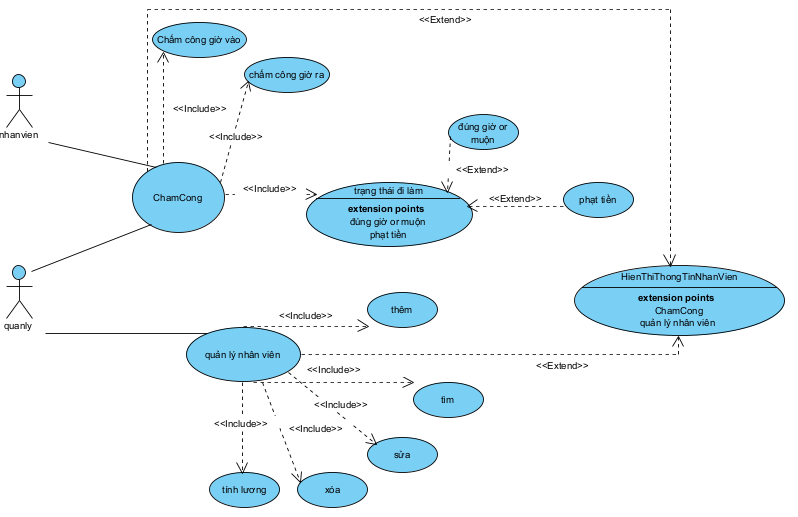 <<Extend>>
Chấm công giờ vào
chấm công giờ ra
<<Include>>
nhanvien
đúng giờ or
muộn
<<Include>>
<<Extend>>
ChamCong
<<Include>>
trạng thái đi làm
extension points
đúng giờ or muộn
phạt tiền
<<Extend>>
phạt tiền
quanly
HienThiThongTinNhanVien
extension points
ChamCong
quản lý nhân viên
<<Include>>
thêm
quản lý nhân viên
<<Extend>>
<<Include>>
tìm
<<Include>>
<<Include>>
<<Include>>
sửa
tính lương
xóa